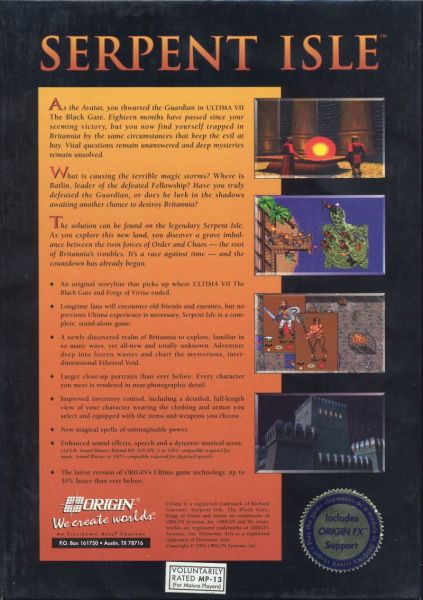 SERPENT ISLE™
As the Avatar, you thwarted the Guardian in ULTIMA VII
The Black Gate. Eighteen months have passed since your
seeming victory, but you now find yourself trapped in
Britannia by the same circumstances that keep the evil at
bay. Vital questions remain unanswered and deep mysteries
remain unsolved.
What is causing the terrible magic storms? Where is
Batlin, leader of the defeated Fellowship? Have you truly
defeated the Guardian, or does he lurk in the shadows
awaiting another chance to destroy Britannia?
The solution can be found on the legendary Serpent Isle.
As you explore this new land, you discover a grave imbal-
ance between the twin forces of Order and Chaos — the root
of Britannia's troubles. It's a race against time — and the
countdown has already begun.
◆ An original storyline that picks up where ULTIMA VII The
Black Gate and Forge of Virtue ended.
◆ Longtime fans will encounter old friends and enemies, but no
previous Ultima experience is necessary. Serpent Isle is a com-
plete, stand-alone game.
◆ A newly discovered realm of Britannia to explore, familiar in
so many ways, yet all-new and totally unknown. Adventure
deep into frozen wastes and chart the mysterious, inter-
dimensional Ethereal Void.
◆ Larger close-up portraits than ever before. Every character
you meet is rendered in near-photographic detail.
◆ Improved inventory control, including a detailed, full-length
view of your character wearing the clothing and armor you
select and equipped with the items and weapons you choose.
◆ New magical spells of unimaginable power.
◆ Enhanced sound effects, speech and a dynamic musical score.
music, Sound Blaster or 100% compatible required for digitized speech.)
◆ The latest version of ORIGIN's Ultima game technology, up to
30% faster than ever before.
ORIGIN
We create worlds.
AN ELECTRONIC ARTS® COMPANY
P.O. BOX 161750 • Austin, TX 78716
Ultima is a registered trademark of Richard
Garriott. Serpent Isle, The Black Gate,
Forge of Virtue and Avatar are trademarks of
ORIGIN Systems, Inc. ORIGIN and We create
worlds are registered trademarks of ORIGIN
Systems, Inc. Electronic Arts is a registered
trademark of Electronic Arts.
Copyright © 1993 ORIGIN Systems, Inc.
VOLUNTARILY
RATED MP-13
(For Mature Players)
Includes
ORIGIN FX™
Support